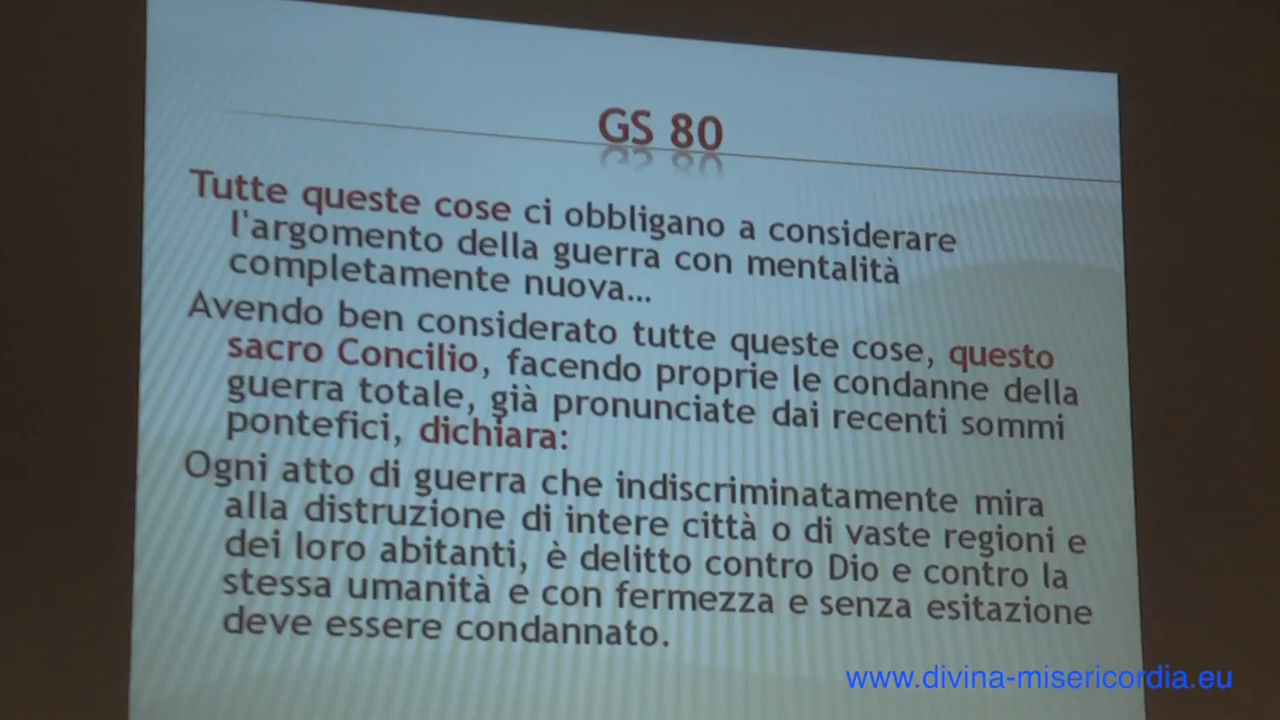 GS 80
Tutte queste cose ci obbligano a considerare
l'argomento della guerra con mentalità
completamente nuova...
Avendo ben considerato tutte queste cose, questo
sacro Concilio, facendo proprie le condanne della
guerra totale, già pronunciate dai recenti sommi
pontefici, dichiara:
Ogni atto di guerra che indiscriminatamente mira
alla distruzione di intere città o di vaste regioni e
dei loro abitanti, è delitto contro Dio e contro la
stessa umanità e con fermezza e senza esitazione
deve essere condannato.
www.divina-misericordia.eu